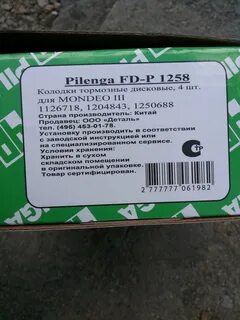 Pilenga FD-P 1258
Колодки тормозные дисковые, 4 шт.
для MONDEO III
1126718, 1204843, 1250688
Страна производитель: Китай
Продавец: ООО «Деталь»
тел. (495) 453-01-78.
Установку производить в соответствии
с заводской инструкцией
на специализированном сервисе.
Условия хранения:
Хранить в сухом
складском помещении
в оригинальной упаковке.
Товар сертифицирован.
2 777777 061982